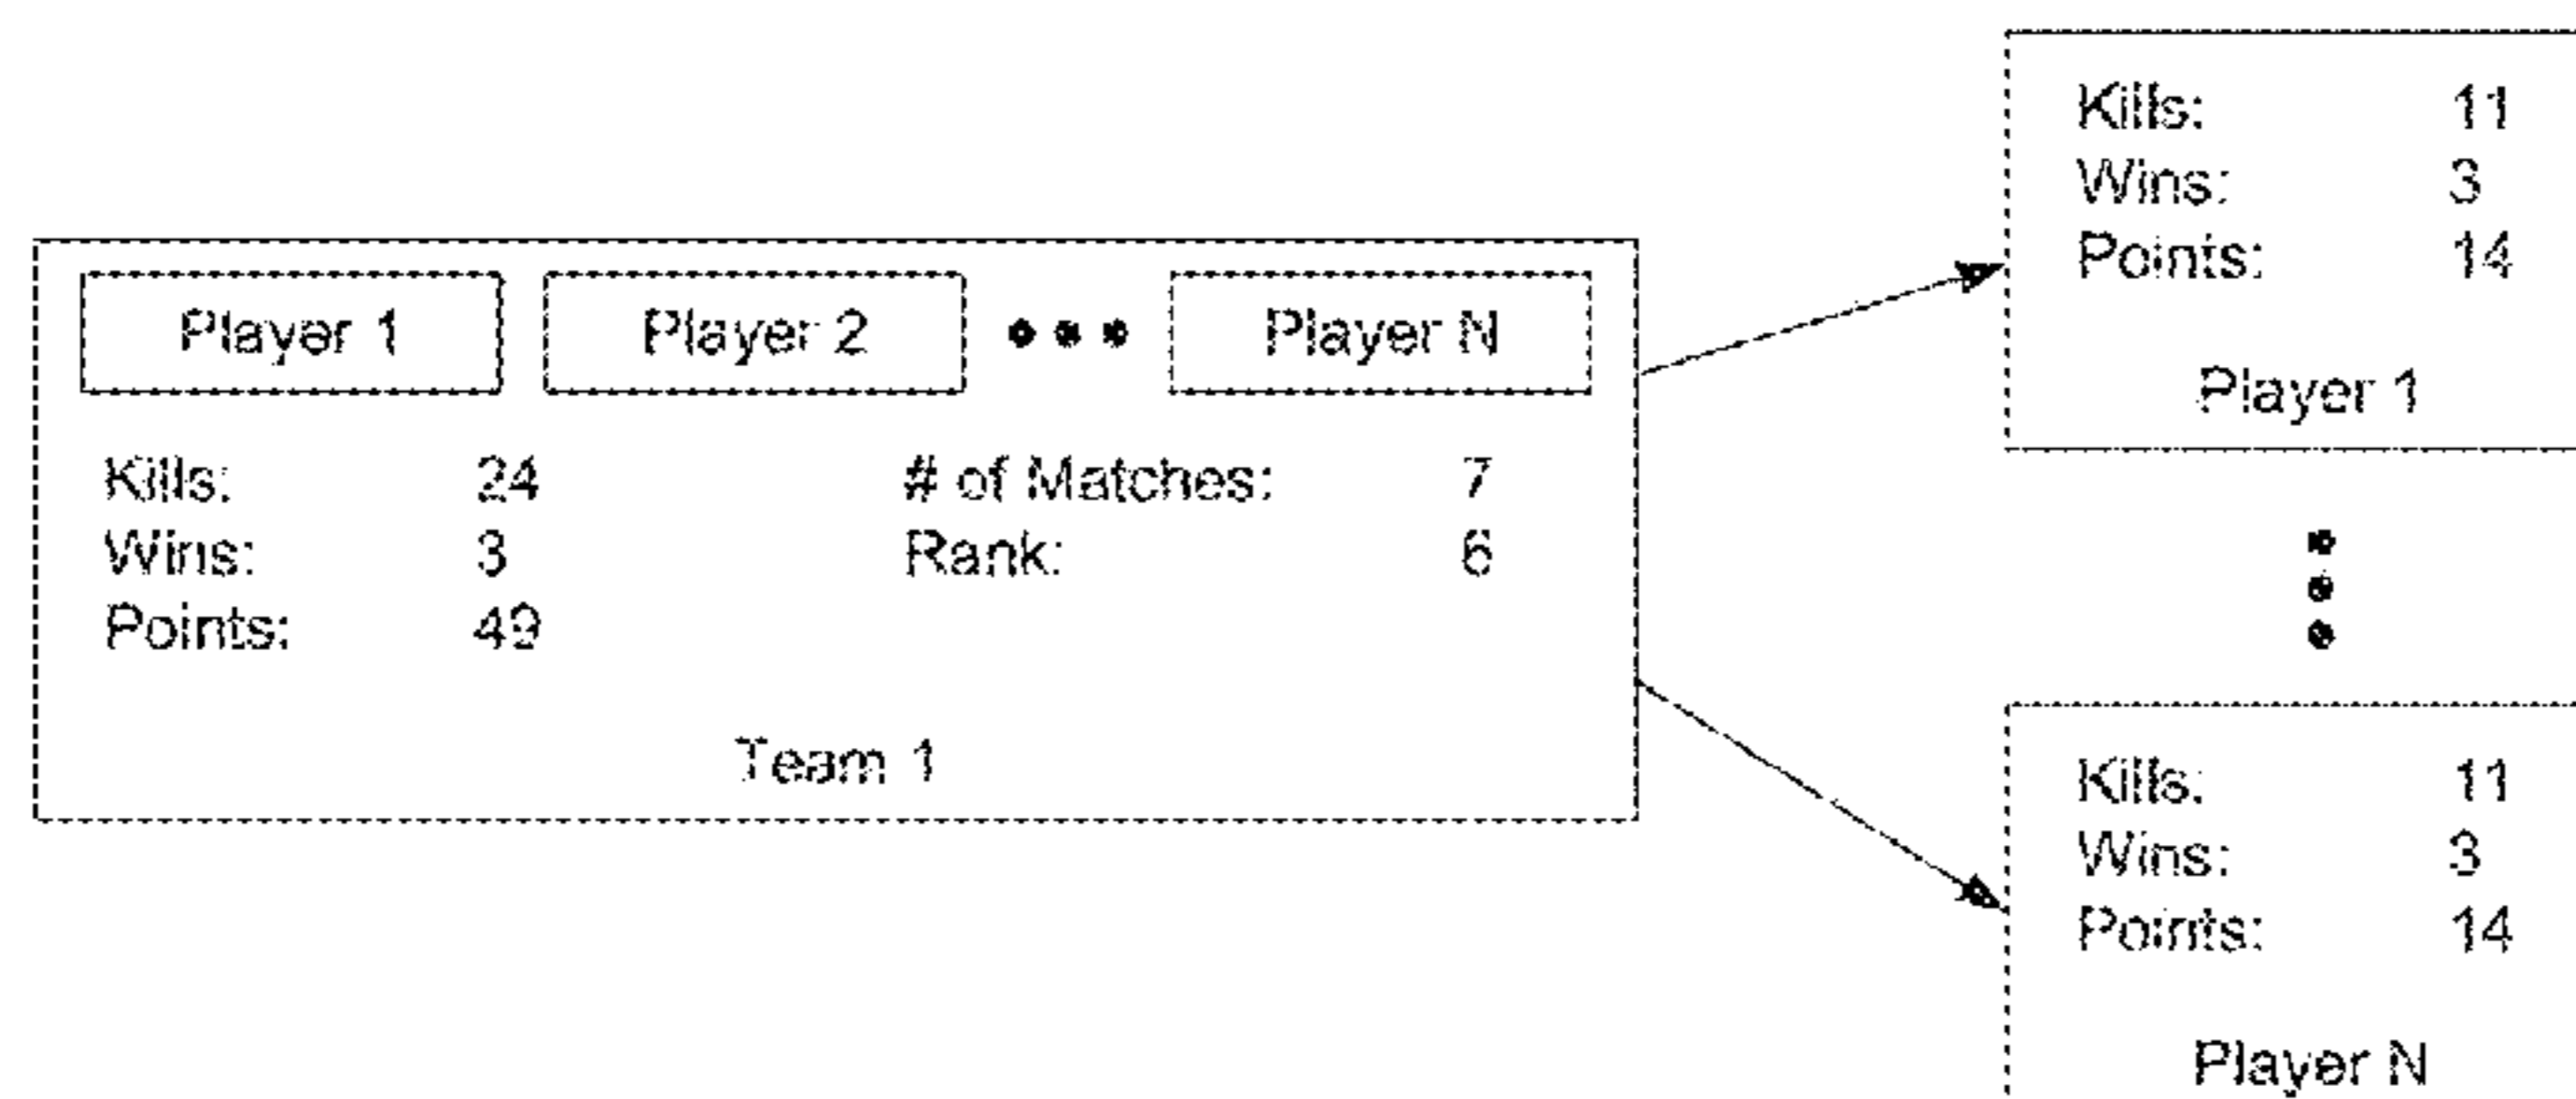 Player 1 Player 2 Player N
Kills: 24 # of Matches: 7
Wins: 3 Rank: 6
Points: 49
Team 1
Kills: 11
Wins: 3
Points: 14
Player 1
Kills: 11
Wins: 3
Points: 14
Player N